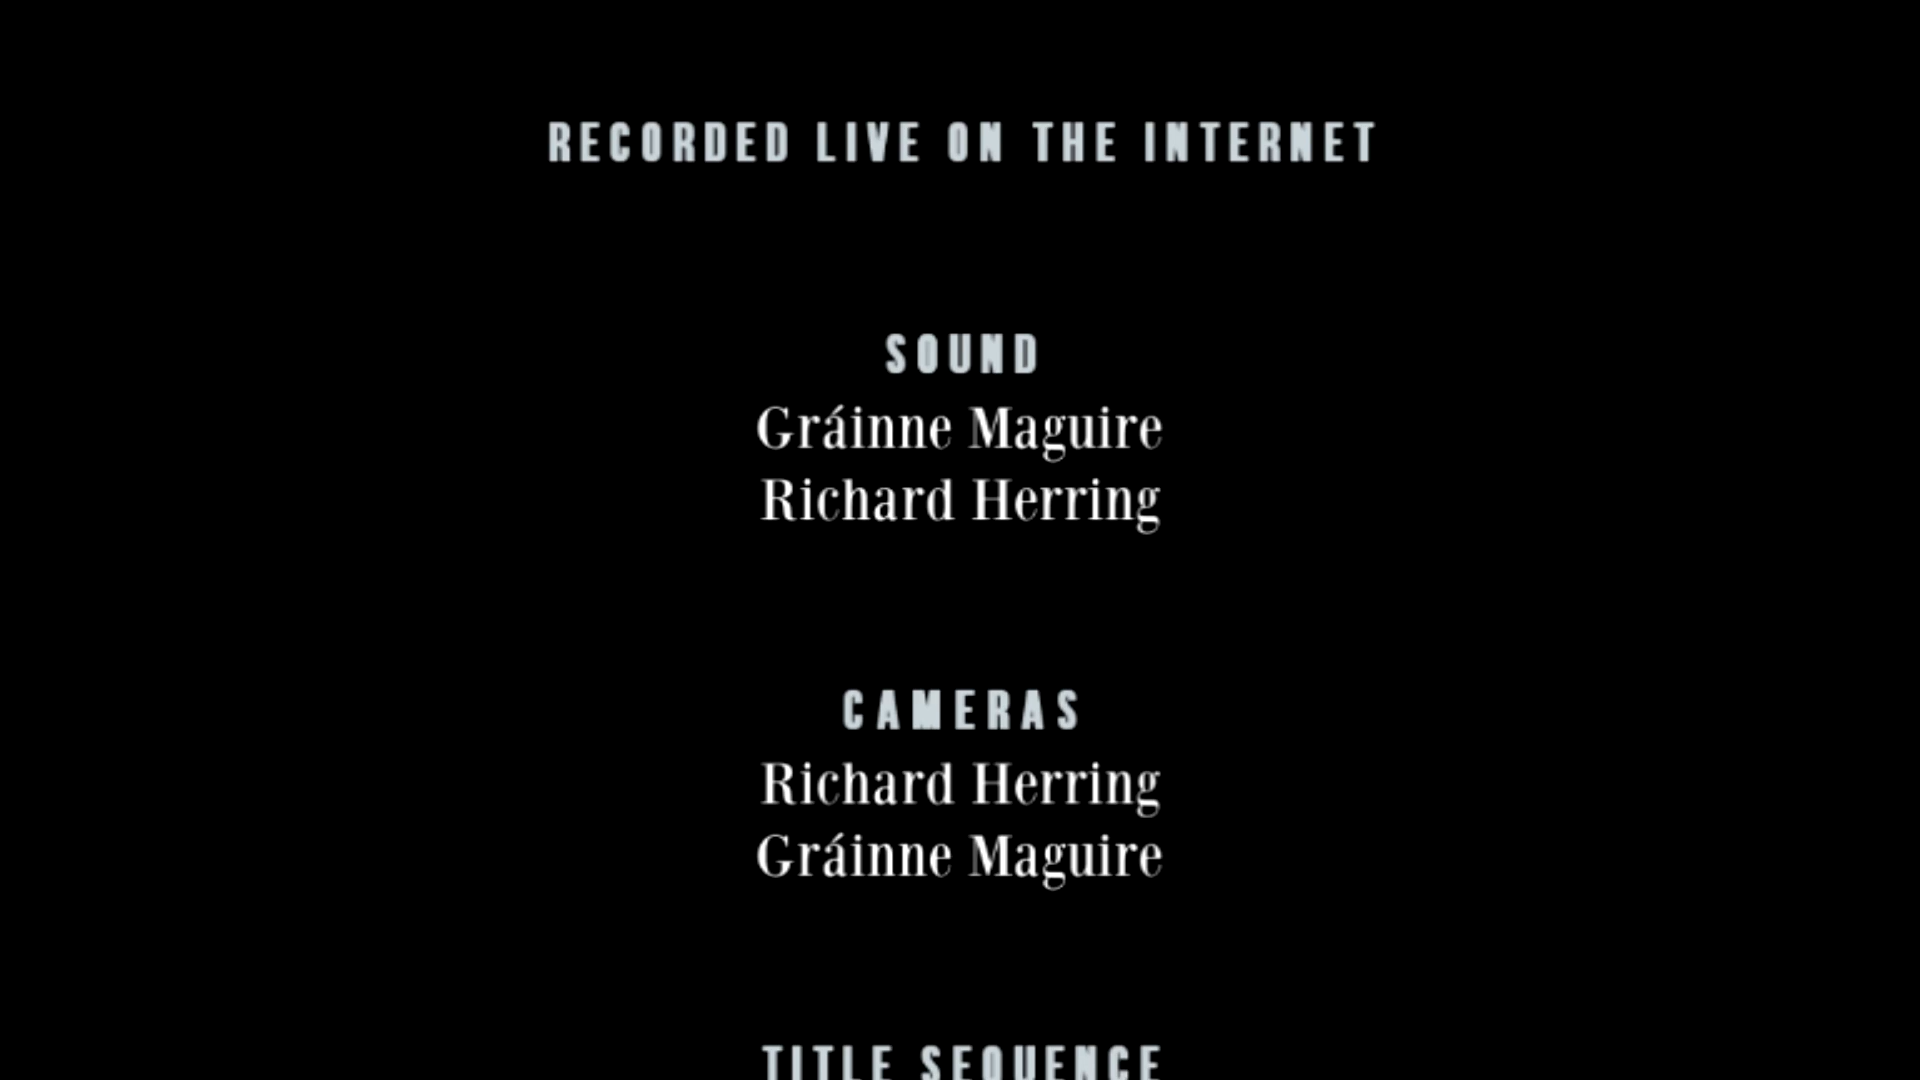 RECORDED LIVE ON THE INTERNET
SOUND
Gráinne Maguire
Richard Herring
CAMERAS
Richard Herring
Gráinne Maguire
TITLE SEQUENCE